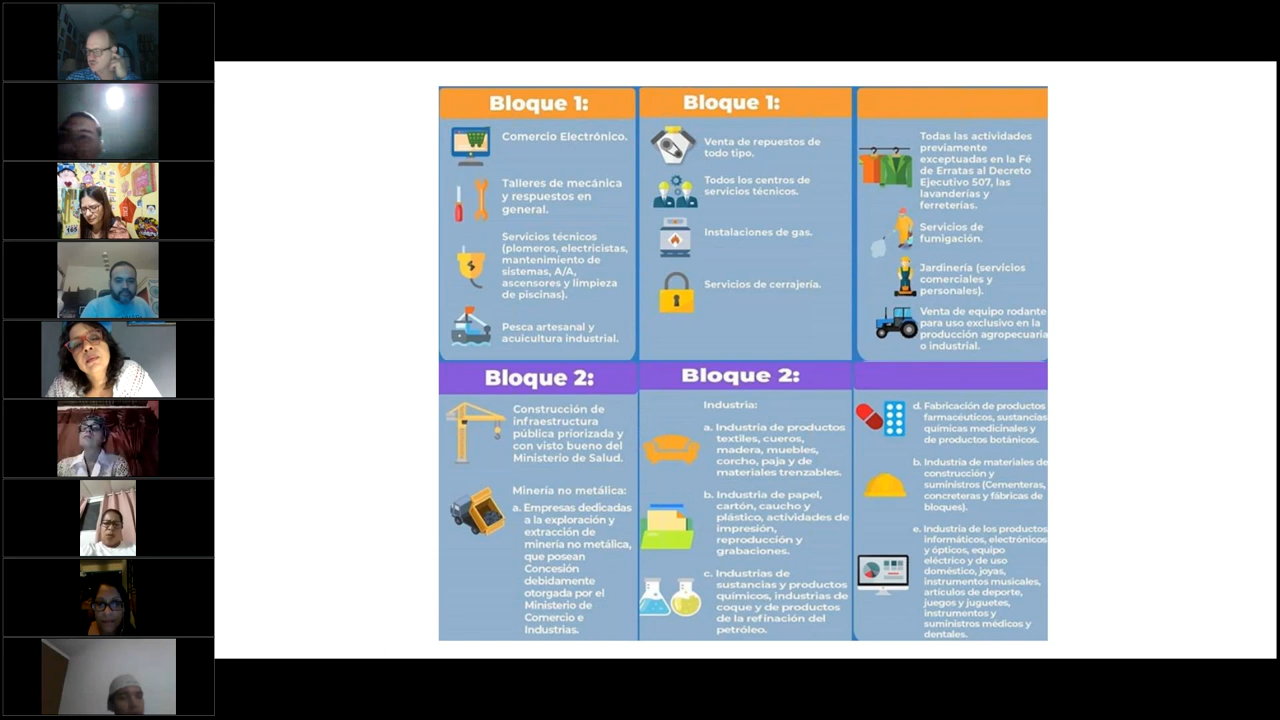 Bloque 1:
Comercio Electrónico.
Talleres de mecánica
y respuestos en
general.
Servicios técnicos
(plomeros, electricistas,
mantenimiento de
sístemas, A/A,
ascensores y limpieza
de piscinas).
Pesca artesanal y
acuicultura industrial.
Bloque 1:
Venta de repuestos de
todo tipo.
Todos los centros de
servicios técnicos.
Instalaciones de gas.
Servicios de cerrajería.
Todas las actividades
previamente
exceptuadas en la Fé
de Erratas al Decreto
Ejecutivo 507, las
lavanderías y
ferreterías.
Servicios de
fumigación.
Jardinería (servicios
comerciales y
personales).
Venta de equipo rodante
para uso exclusivo en la
producción agropecuaria
o industrial.
Bloque 2:
Construcción de
infraestructura
pública priorizada y
con visto bueno del
Ministerio de Salud.
Minería no metálica:
a. Empresas dedicadas
a la exploración y
extracción de
minería no metálica,
que posean
Concesión
debidamente
otorgada por el
Ministerio de
Comercio e
Industrias.
Bloque 2:
Industria:
a. Industria de productos
textiles, cueros,
madera, muebles,
corcho, paja y de
materiales trenzables.
b. Industria de papel,
cartón, caucho y
plástico, actividades de
impresión,
reproducción y
grabaciones.
c. Industrias de
sustancias y productos
químicos, industrias de
coque y de productos
de la refinación del
petróleo.
d. Fabricación de productos
farmacéuticos, sustancias
químicas medicinales y
de productos botánicos.
b. Industria de materiales de
construcción y
suministros (Cementeras,
concreteras y fábricas de
bloques).
e. Industria de los productos
informáticos, electrónicos
y ópticos, equipo
eléctrico y de uso
doméstico, joyas,
instrumentos musicales,
artículos de deporte,
juegos y juguetes,
instrumentos y
suministros médicos y
dentales.